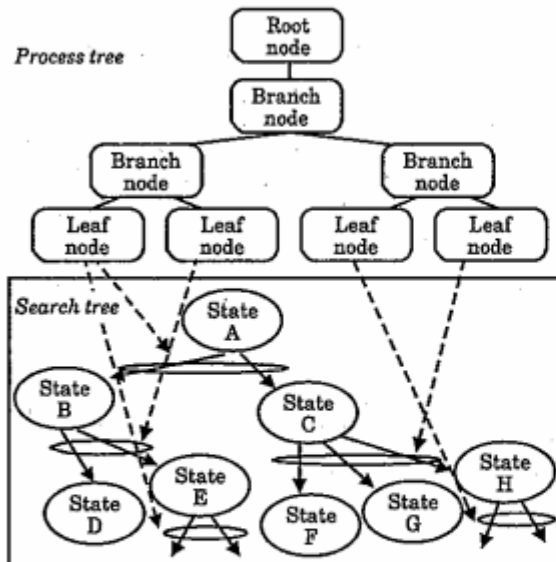 Process tree
Root
node
Branch
node
Branch
node
Branch
node
Leaf
node
Leaf
node
Leaf
node
Leaf
node
Search tree
State
A
State
B
State
C
State
D
State
E
State
F
State
G
State
H